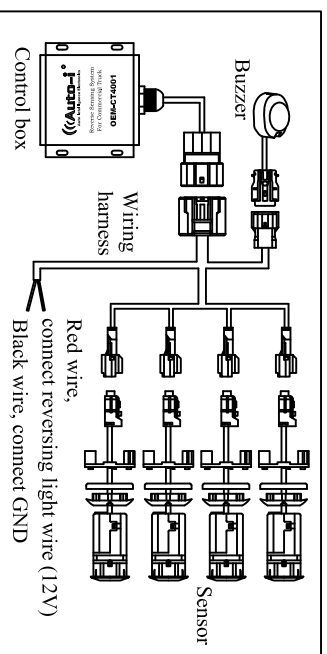 Buzzer
Control box
(((Auto-i®
Reverse Sensing System
For Commercial Truck
OEM-CT4001
Wiring
harness
Red wire,
connect reversing light wire (12V)
Black wire, connect GND
Sensor